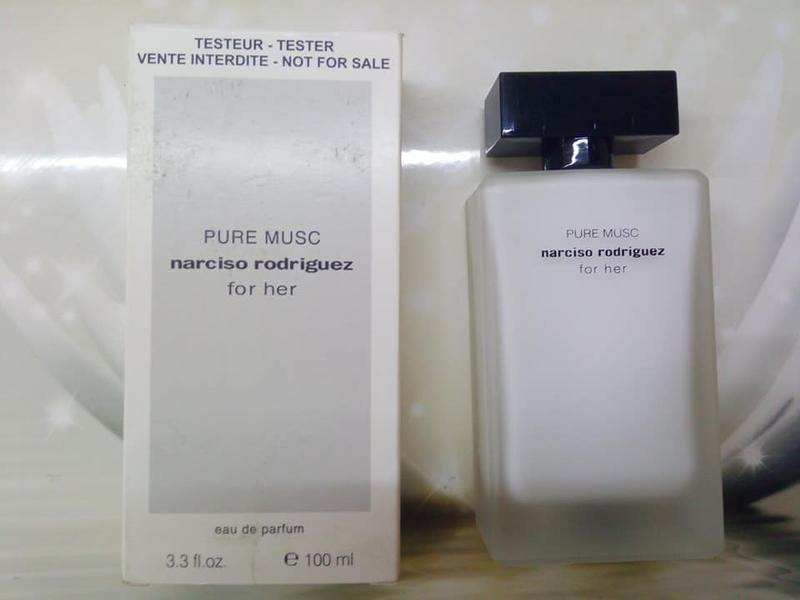 TESTEUR - TESTER
VENTE INTERDITE - NOT FOR SALE
PURE MUSC
narciso rodriguez
for her
eau de parfum
3.3 fl.oz. ℮ 100 ml
PURE MUSC
narciso rodriguez
for her